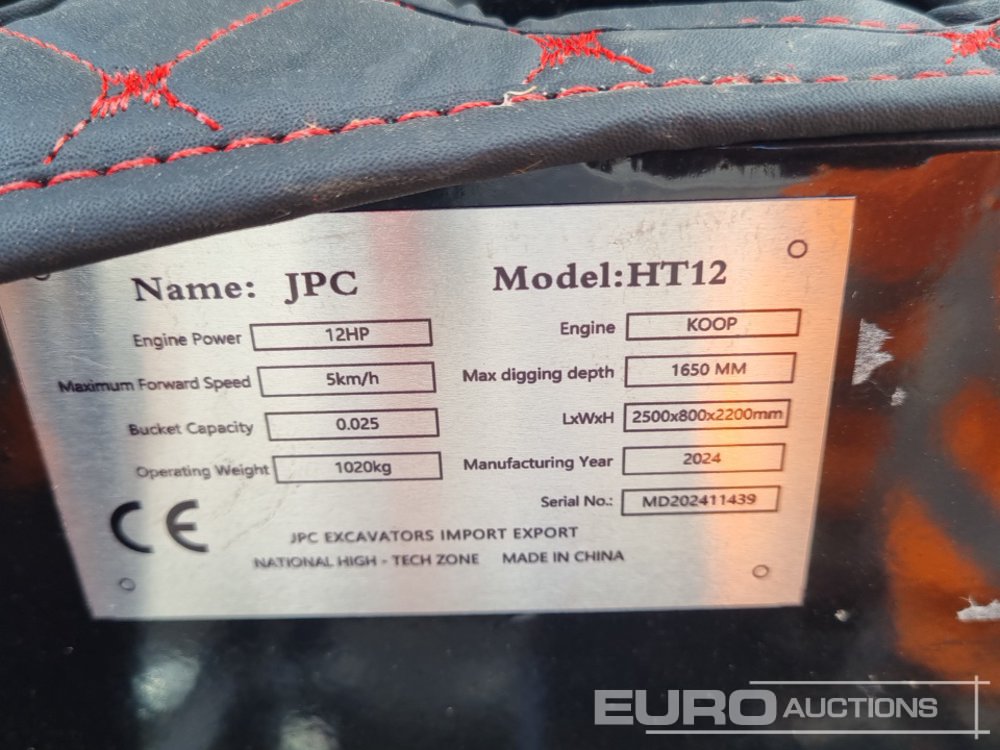 Name: JPC Model:HT12
Engine Power 12HP Engine KOOP
Maximum Forward Speed 5km/h Max digging depth 1650 MM
Bucket Capacity 0.025 LxWxH 2500x800x2200mm
Operating Weight 1020kg Manufacturing Year 2024
Serial No.: MD202411439
CE
JPC EXCAVATORS IMPORT EXPORT
NATIONAL HIGH - TECH ZONE MADE IN CHINA
EURO AUCTIONS